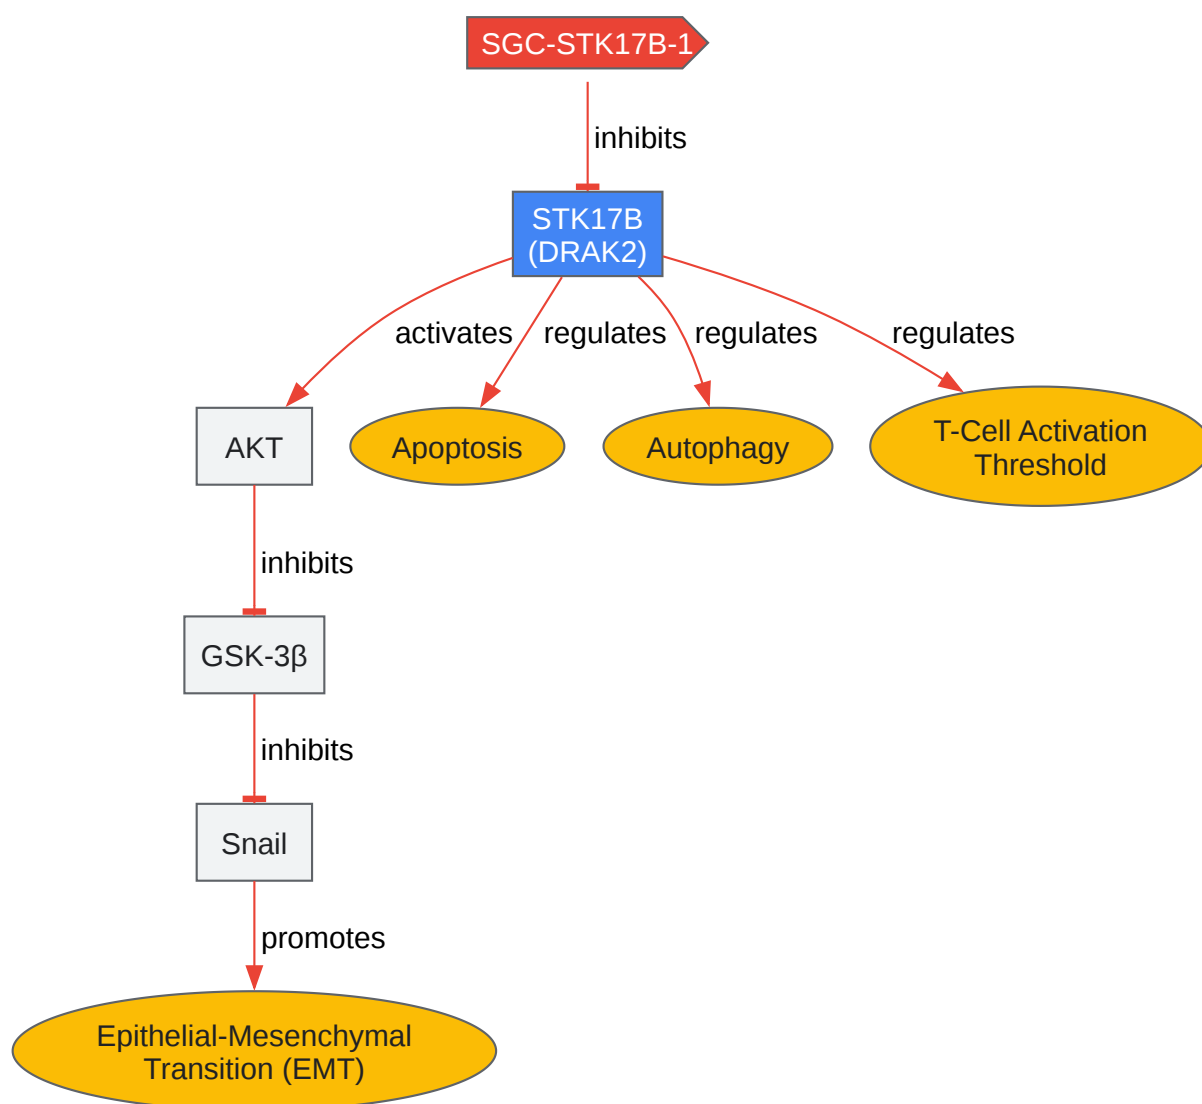 SGC-STK17B-1
inhibits
STK17B
(DRAK2)
activates
regulates
regulates
regulates
AKT
Apoptosis
Autophagy
T-Cell Activation
Threshold
inhibits
GSK-3β
inhibits
Snail
promotes
Epithelial-Mesenchymal
Transition (EMT)